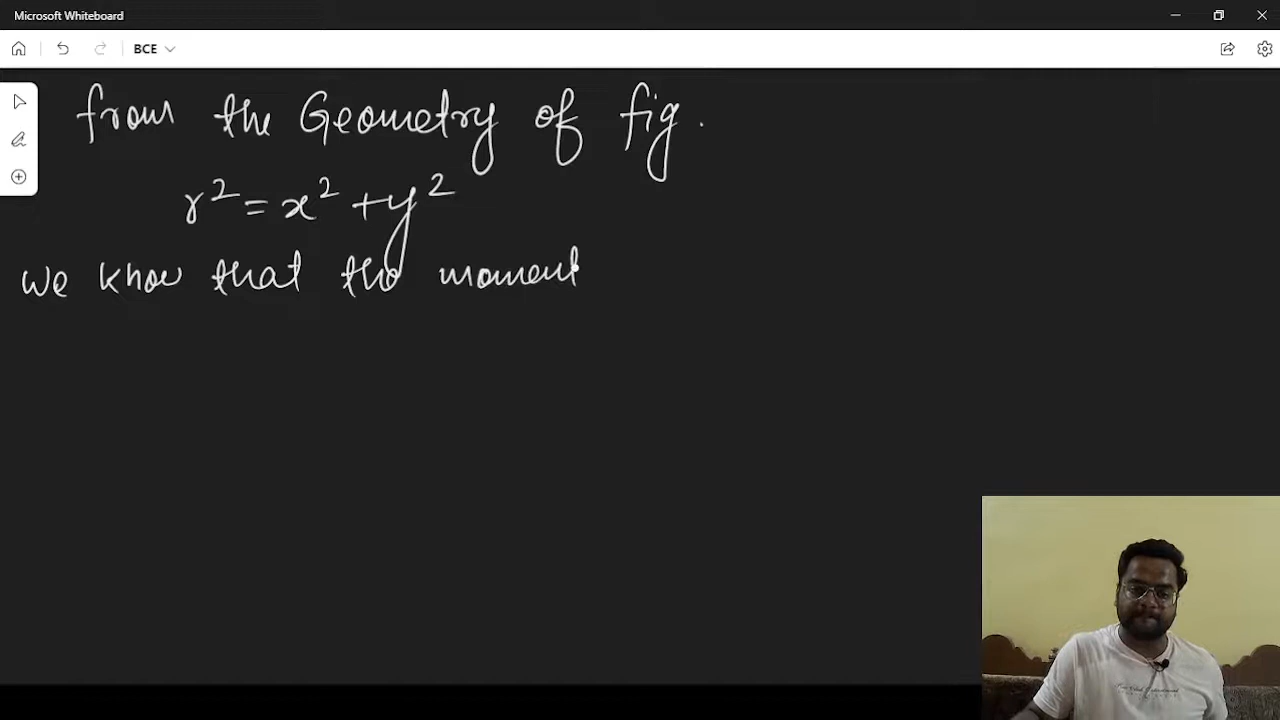 Microsoft Whiteboard
BCE
from the Geometry of fig.
r² = x² + y²
we know that the moment